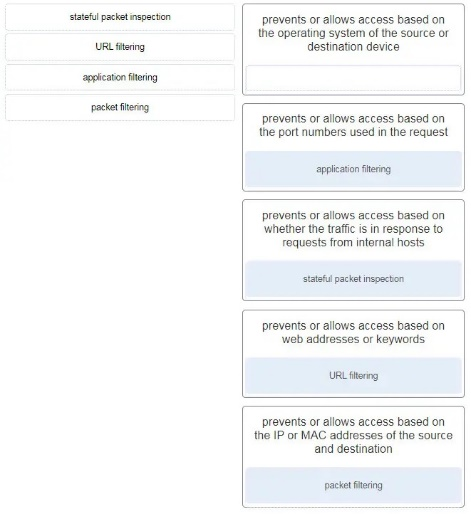 stateful packet inspection
URL filtering
application filtering
packet filtering
prevents or allows access based on
the operating system of the source or
destination device
prevents or allows access based on
the port numbers used in the request
application filtering
prevents or allows access based on
whether the traffic is in response to
requests from internal hosts
stateful packet inspection
prevents or allows access based on
web addresses or keywords
URL filtering
prevents or allows access based on
the IP or MAC addresses of the source
and destination
packet filtering